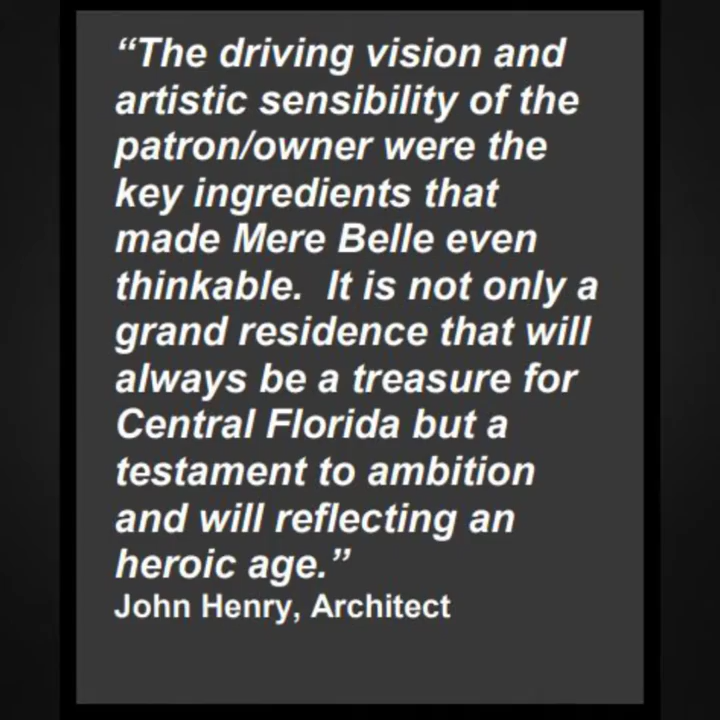 “The driving vision and
artistic sensibility of the
patron/owner were the
key ingredients that
made Mere Belle even
thinkable.  It is not only a
grand residence that will
always be a treasure for
Central Florida but a
testament to ambition
and will reflecting an
heroic age.”
John Henry, Architect